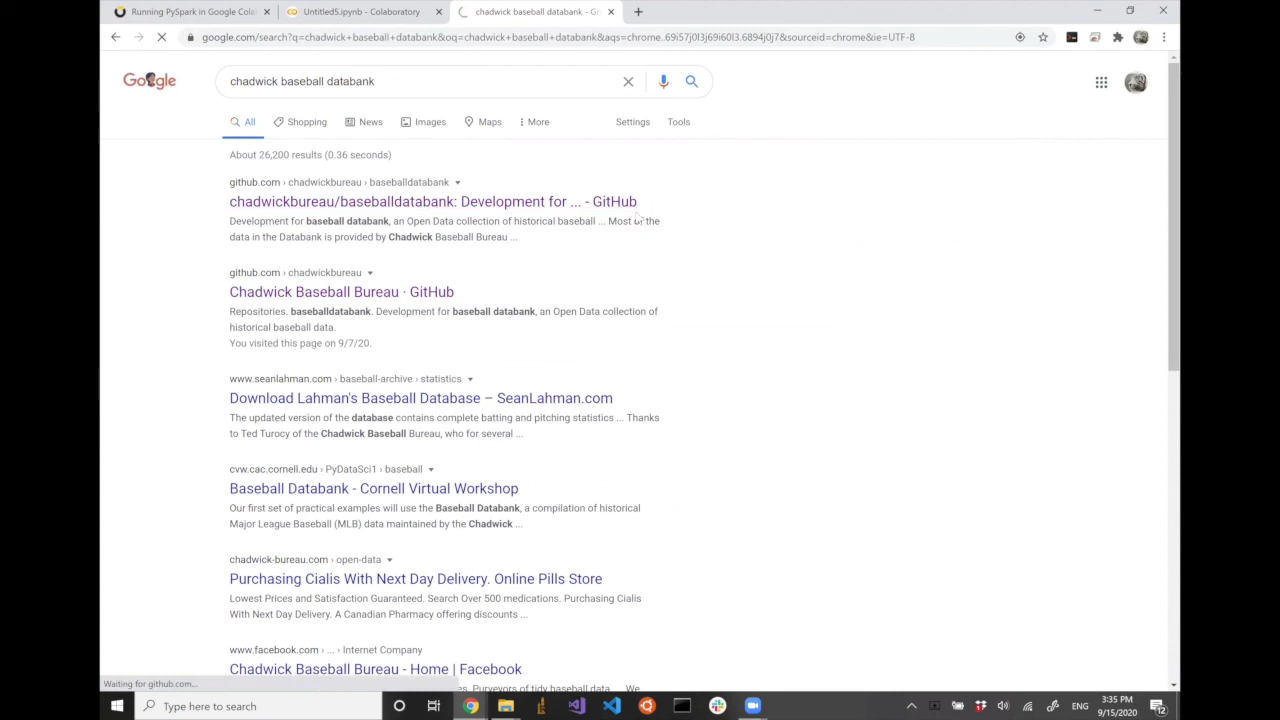 Running PySpark in Google Cola
Untitled5.ipynb - Colaboratory
chadwick baseball databank - Go
google.com/search?q=chadwick+baseball+databank&oq=chadwick+baseball+databank&aqs=chrome..69i57j0l3j69i60l3.6894j0j7&sourceid=chrome&ie=UTF-8
Google
chadwick baseball databank
All Shopping News Images Maps More Settings Tools
About 26,200 results (0.36 seconds)
github.com › chadwickbureau › baseballdatabank
chadwickbureau/baseballdatabank: Development for ... - GitHub
Development for baseball databank, an Open Data collection of historical baseball ... Most of the
data in the Databank is provided by Chadwick Baseball Bureau ...
github.com › chadwickbureau
Chadwick Baseball Bureau · GitHub
Repositories. baseballdatabank. Development for baseball databank, an Open Data collection of
historical baseball data.
You visited this page on 9/7/20.
www.seanlahman.com › baseball-archive › statistics
Download Lahman's Baseball Database – SeanLahman.com
The updated version of the database contains complete batting and pitching statistics ... Thanks
to Ted Turocy of the Chadwick Baseball Bureau, who for several ...
cvw.cac.cornell.edu › PyDataSci1 › baseball
Baseball Databank - Cornell Virtual Workshop
Our first set of practical examples will use the Baseball Databank, a compilation of historical
Major League Baseball (MLB) data maintained by the Chadwick ...
chadwick-bureau.com › open-data
Purchasing Cialis With Next Day Delivery. Online Pills Store
Lowest Prices and Satisfaction Guaranteed. Search Over 500 medications. Purchasing Cialis
With Next Day Delivery. A Canadian Pharmacy offering discounts ...
www.facebook.com › ... › Internet Company
Chadwick Baseball Bureau - Home | Facebook
Purveyors of tidy baseball data. ... We
Waiting for github.com...
Type here to search
ENG
3:35 PM
9/15/2020
12